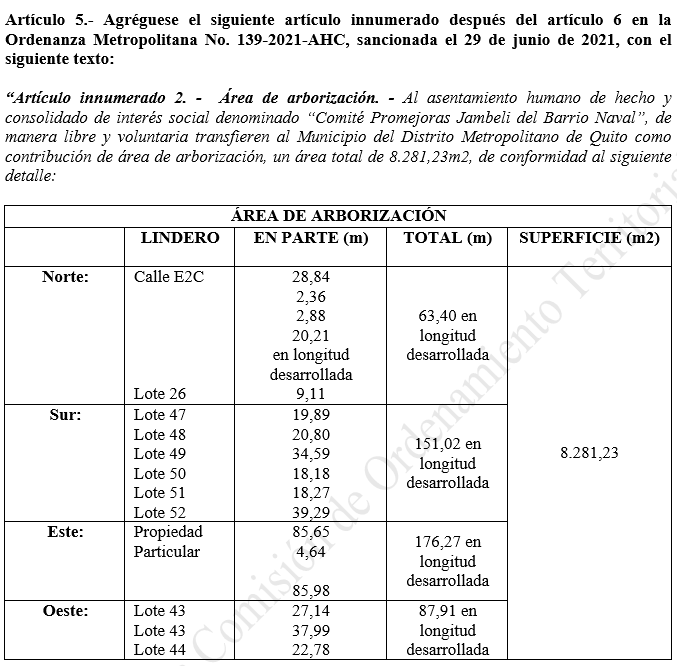 Artículo 5.- Agréguese el siguiente artículo innumerado después del artículo 6 en la
Ordenanza Metropolitana No. 139-2021-AHC, sancionada el 29 de junio de 2021, con el
siguiente texto:
“Artículo innumerado 2. - Área de arborización. - Al asentamiento humano de hecho y
consolidado de interés social denominado “Comité Promejoras Jambeli del Barrio Naval”, de
manera libre y voluntaria transfieren al Municipio del Distrito Metropolitano de Quito como
contribución de área de arborización, un área total de 8.281,23m2, de conformidad al siguiente
detalle:
ÁREA DE ARBORIZACIÓN
LINDERO EN PARTE (m) TOTAL (m) SUPERFICIE (m2)
Norte: Calle E2C 28,84
2,36
2,88 63,40 en
20,21 longitud
en longitud desarrollada
desarrollada
Lote 26 9,11
Sur: Lote 47 19,89
Lote 48 20,80 151,02 en
Lote 49 34,59 longitud 8.281,23
Lote 50 18,18 desarrollada
Lote 51 18,27
Lote 52 39,29
Este: Propiedad 85,65 176,27 en
Particular 4,64 longitud
85,98 desarrollada
Oeste: Lote 43 27,14 87,91 en
Lote 43 37,99 longitud
Lote 44 22,78 desarrollada
Comisión de Ordenamiento Territoria